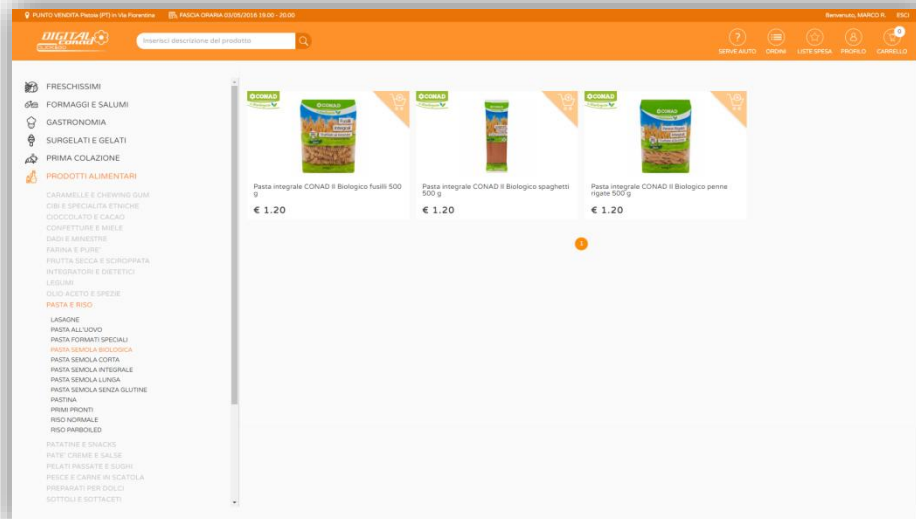 PUNTO VENDITA Pistoia (PT) in Via Fiorentina
FASCIA ORARIA 03/05/2016 19.00 - 20.00
Benvenuto, MARCO R.
ESCI
DIGITAL
CONAD
Inserisci descrizione del prodotto
?
0
SERVE AIUTO
ORDINI
LISTE SPESA
PROFILO
CARRELLO
FRESCHISSIMI
FORMAGGI E SALUMI
GASTRONOMIA
SURGELATI E GELATI
PRIMA COLAZIONE
PRODOTTI ALIMENTARI
CARAMELLE E CHEWING GUM
CIBI E SPECIALITA ETNICHE
CIOCCOLATO E CACAO
CONFETTURE E MIELE
DADI E MINESTRE
FARINA E PURE'
FRUTTA SECCA E SCIROPPATA
INTEGRATORI E DIETETICI
LEGUMI
OLIO ACETO E SPEZIE
PASTA E RISO
LASAGNE
PASTA ALL'UOVO
PASTA FORMATI SPECIALI
PASTA SEMOLA BIOLOGICA
PASTA SEMOLA CORTA
PASTA SEMOLA INTEGRALE
PASTA SEMOLA LUNGA
PASTA SEMOLA SENZA GLUTINE
PASTINA
PRIMI PRONTI
RISO NORMALE
RISO PARBOILED
PATATINE E SNACKS
PATE' CREME E SALSE
PELATI PASSATE E SUGHI
PESCE E CARNE IN SCATOLA
PREPARATI PER DOLCI
SOTTOLI E SOTTACETI
CONAD
CONAD
Pasta integrale CONAD Il Biologico fusilli 500
g
€ 1.20
CONAD
Pasta integrale CONAD Il Biologico spaghetti
500 g
€ 1.20
CONAD
CONAD
Pasta integrale CONAD Il Biologico penne
rigate 500 g
€ 1.20
1